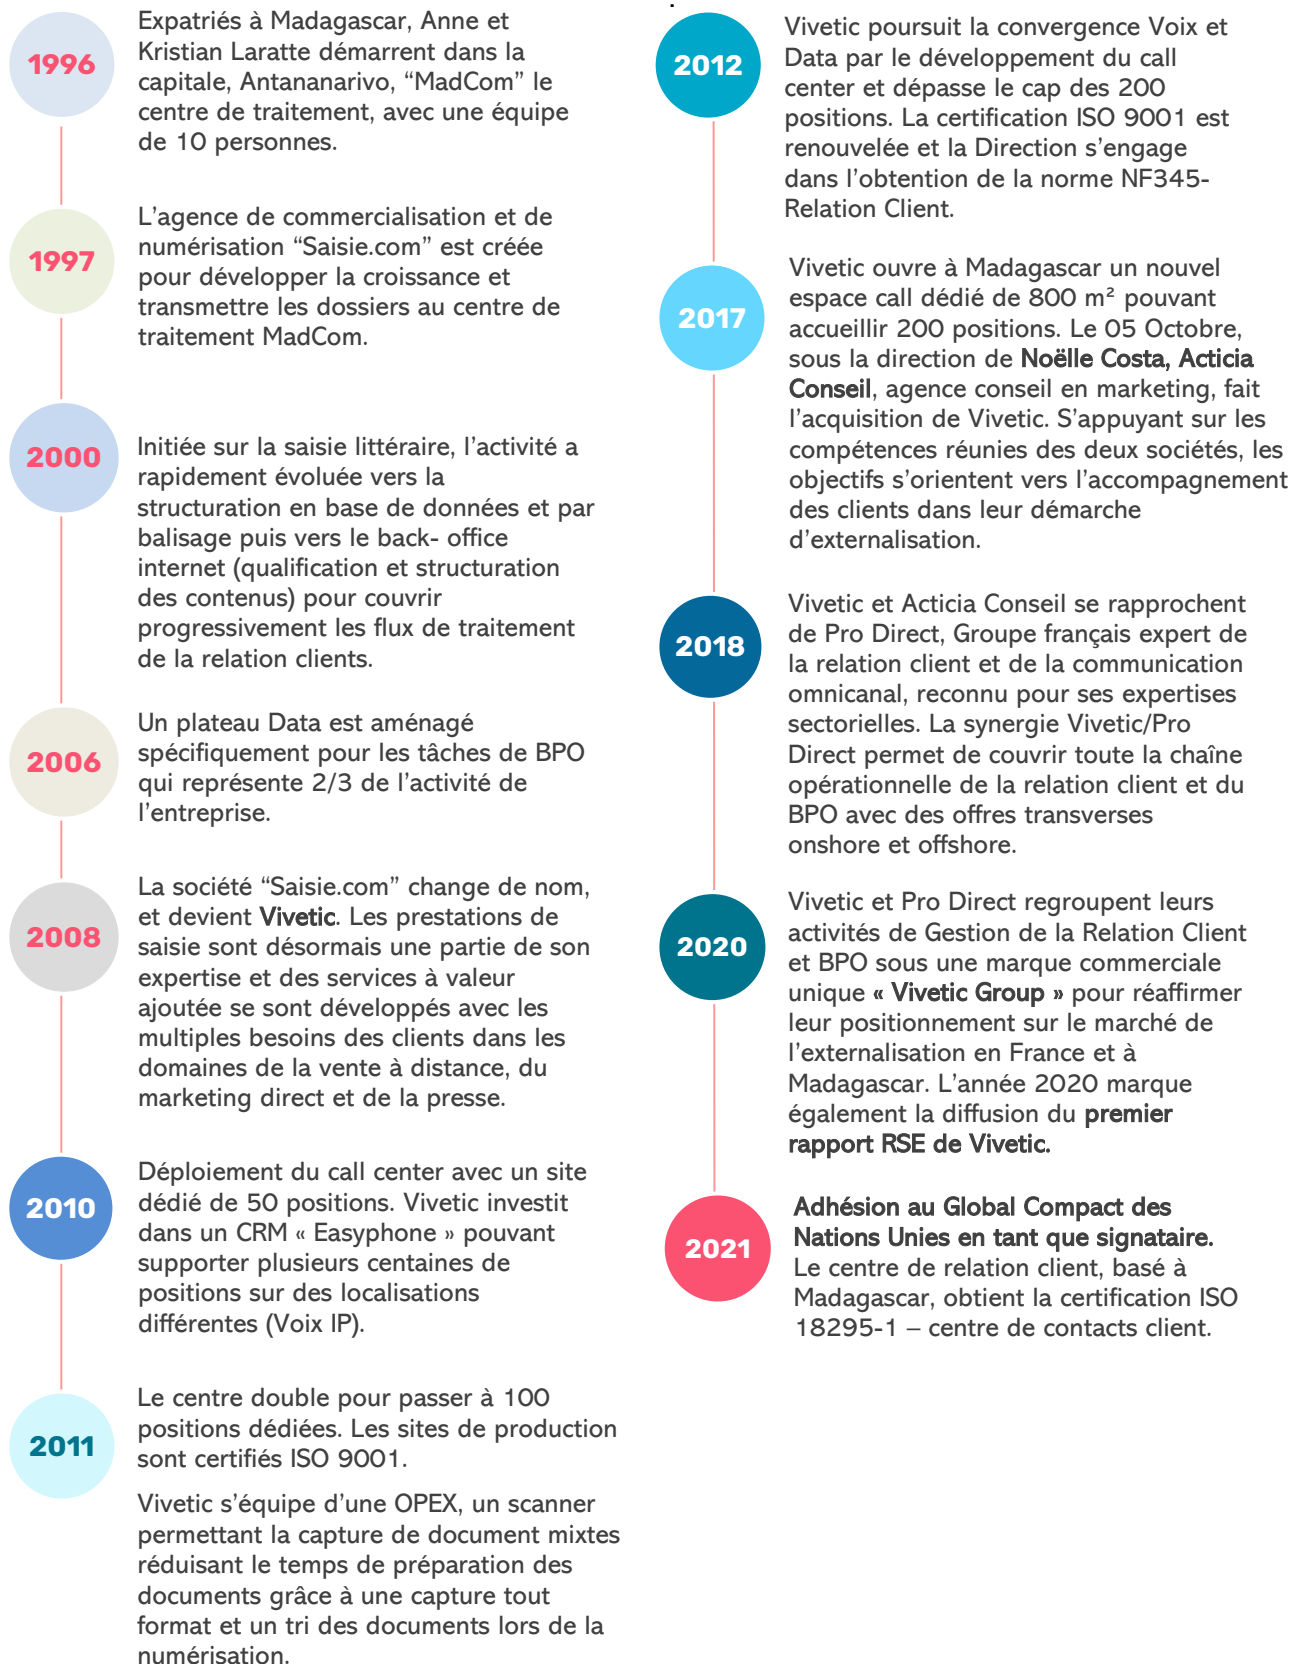 1996
Expatriés à Madagascar, Anne et
Kristian Laratte démarrent dans la
capitale, Antananarivo, “MadCom” le
centre de traitement, avec une équipe
de 10 personnes.
1997
L’agence de commercialisation et de
numérisation “Saisie.com” est créée
pour développer la croissance et
transmettre les dossiers au centre de
traitement MadCom.
2000
Initiée sur la saisie littéraire, l’activité a
rapidement évoluée vers la
structuration en base de données et par
balisage puis vers le back- office
internet (qualification et structuration
des contenus) pour couvrir
progressivement les flux de traitement
de la relation clients.
2006
Un plateau Data est aménagé
spécifiquement pour les tâches de BPO
qui représente 2/3 de l’activité de
l’entreprise.
2008
La société “Saisie.com” change de nom,
et devient Vivetic. Les prestations de
saisie sont désormais une partie de son
expertise et des services à valeur
ajoutée se sont développés avec les
multiples besoins des clients dans les
domaines de la vente à distance, du
marketing direct et de la presse.
2010
Déploiement du call center avec un site
dédié de 50 positions. Vivetic investit
dans un CRM « Easyphone » pouvant
supporter plusieurs centaines de
positions sur des localisations
différentes (Voix IP).
2011
Le centre double pour passer à 100
positions dédiées. Les sites de production
sont certifiés ISO 9001.
Vivetic s’équipe d’une OPEX, un scanner
permettant la capture de document mixtes
réduisant le temps de préparation des
documents grâce à une capture tout
format et un tri des documents lors de la
numérisation.
.
2012
Vivetic poursuit la convergence Voix et
Data par le développement du call
center et dépasse le cap des 200
positions. La certification ISO 9001 est
renouvelée et la Direction s’engage
dans l’obtention de la norme NF345-
Relation Client.
2017
Vivetic ouvre à Madagascar un nouvel
espace call dédié de 800 m² pouvant
accueillir 200 positions. Le 05 Octobre,
sous la direction de Noëlle Costa, Acticia
Conseil, agence conseil en marketing, fait
l’acquisition de Vivetic. S’appuyant sur les
compétences réunies des deux sociétés, les
objectifs s’orientent vers l’accompagnement
des clients dans leur démarche
d’externalisation.
2018
Vivetic et Acticia Conseil se rapprochent
de Pro Direct, Groupe français expert de
la relation client et de la communication
omnicanal, reconnu pour ses expertises
sectorielles. La synergie Vivetic/Pro
Direct permet de couvrir toute la chaîne
opérationnelle de la relation client et du
BPO avec des offres transverses
onshore et offshore.
2020
Vivetic et Pro Direct regroupent leurs
activités de Gestion de la Relation Client
et BPO sous une marque commerciale
unique « Vivetic Group » pour réaffirmer
leur positionnement sur le marché de
l’externalisation en France et à
Madagascar. L’année 2020 marque
également la diffusion du premier
rapport RSE de Vivetic.
2021
Adhésion au Global Compact des
Nations Unies en tant que signataire.
Le centre de relation client, basé à
Madagascar, obtient la certification ISO
18295-1 – centre de contacts client.